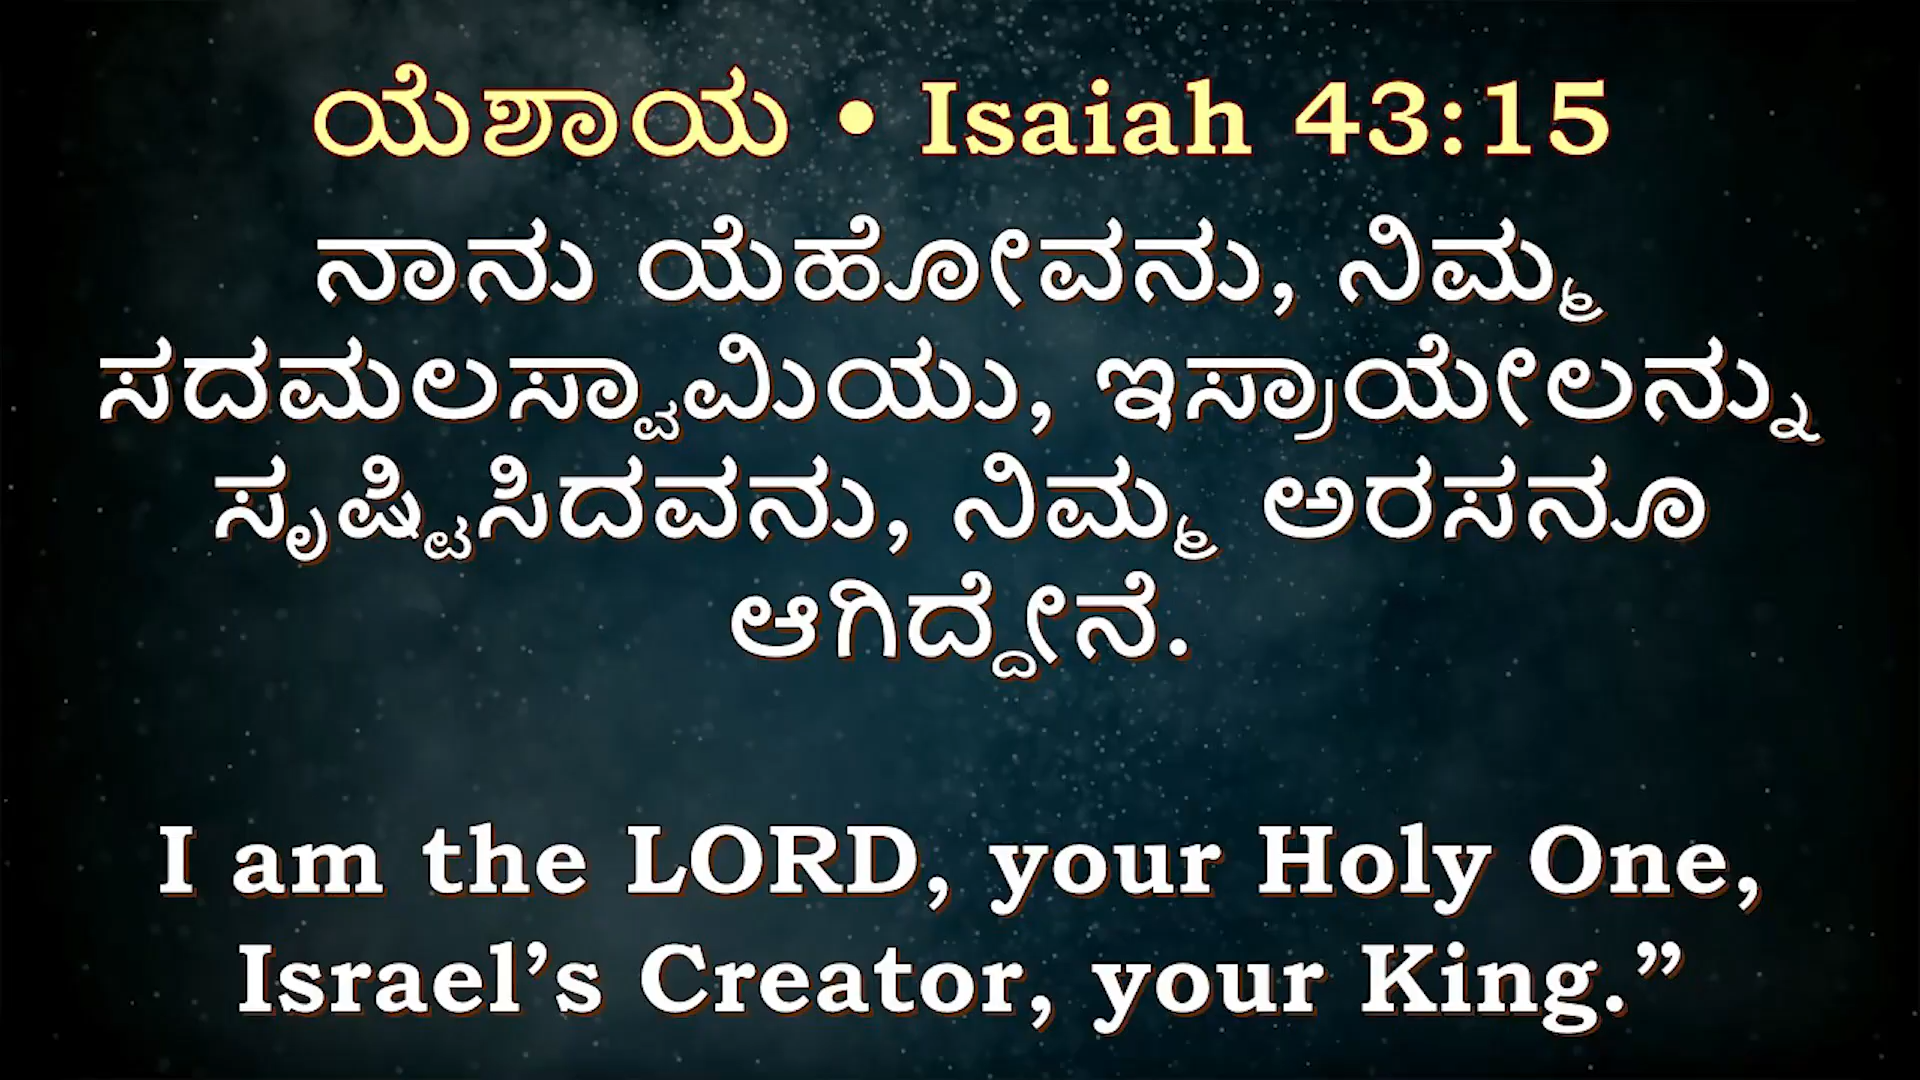 ಯೆಶಾಯ • Isaiah 43:15
ನಾನು ಯೆಹೋವನು, ನಿಮ್ಮ
ಸದಮಲಸ್ವಾಮಿಯು, ಇಸ್ರಾಯೇಲನ್ನು
ಸೃಷ್ಟಿಸಿದವನು, ನಿಮ್ಮ ಅರಸನೂ
ಆಗಿದ್ದೇನೆ.
I am the LORD, your Holy One,
Israel’s Creator, your King.”